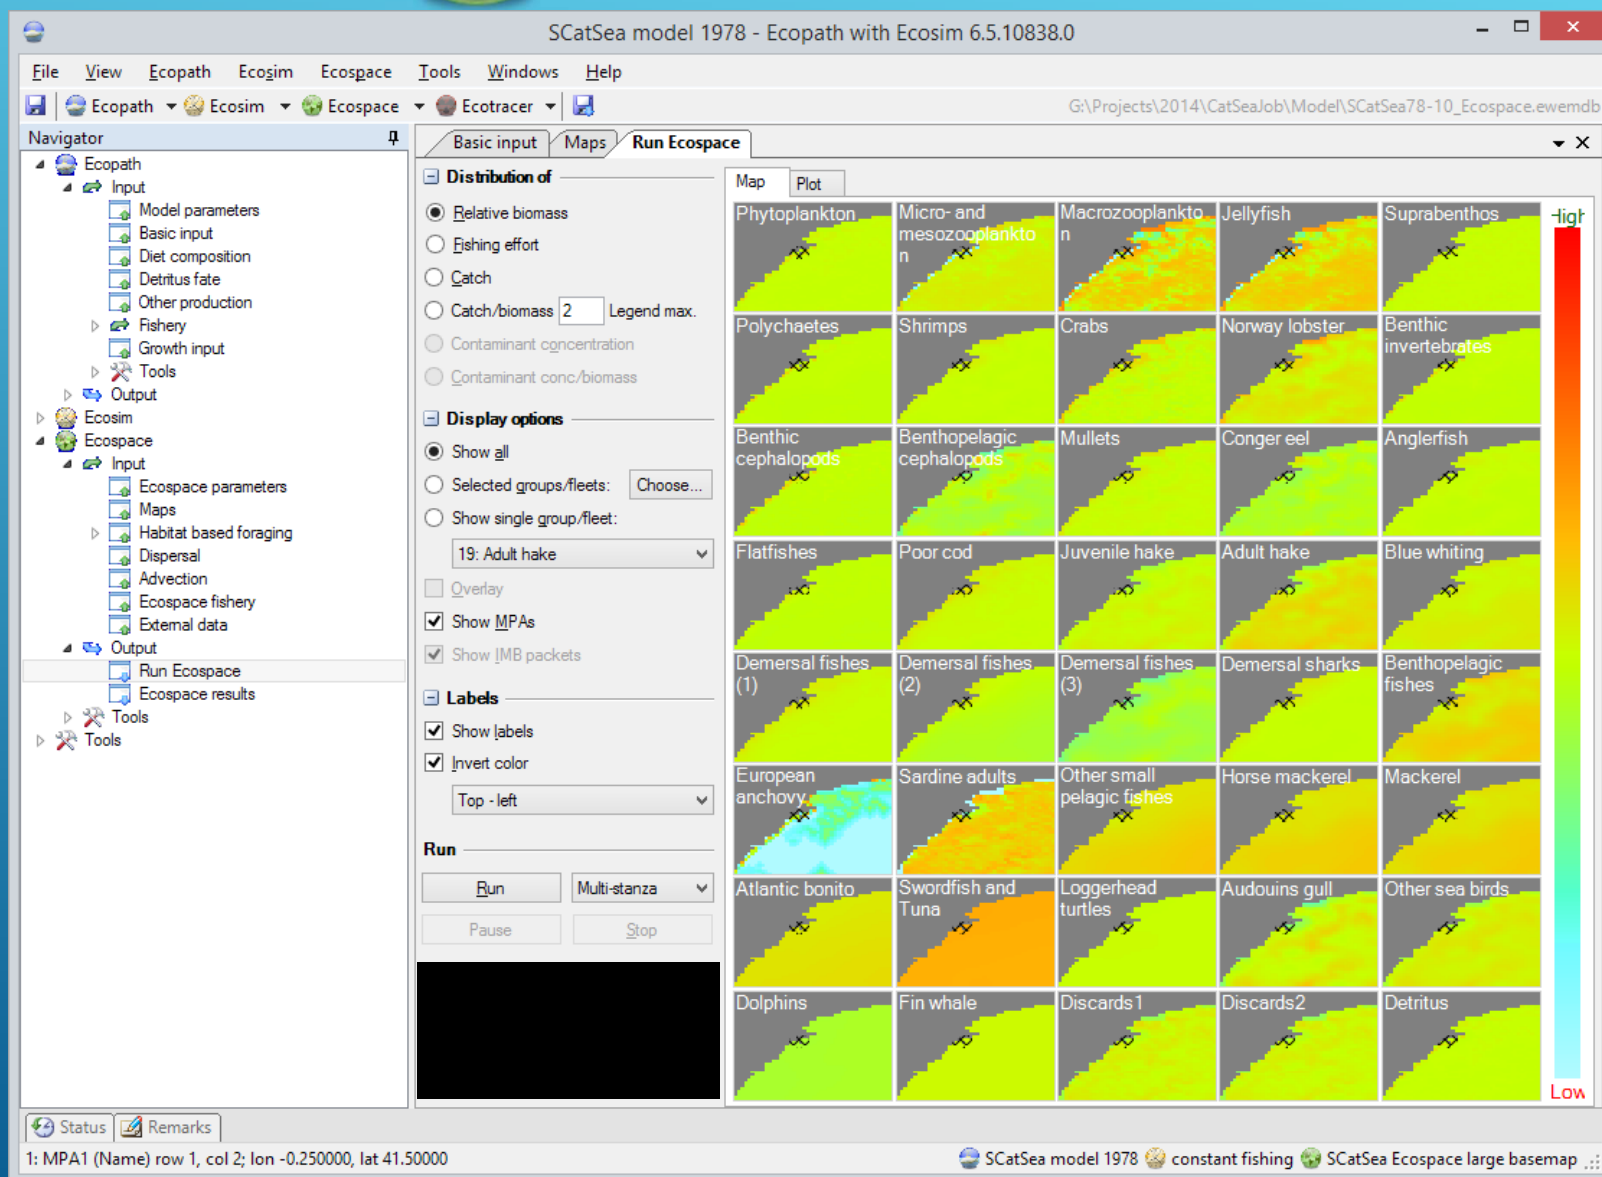 SCatSea model 1978 - Ecopath with Ecosim 6.5.10838.0
File View Ecopath Ecosim Ecospace Tools Windows Help
Ecopath Ecosim Ecospace Ecotracer
G:\Projects\2014\CatSeaJob\Model\SCatSea78-10_Ecospace.ewemdb
Navigator
Ecopath
Input
Model parameters
Basic input
Diet composition
Detritus fate
Other production
Fishery
Growth input
Tools
Output
Ecosim
Ecospace
Input
Ecospace parameters
Maps
Habitat based foraging
Dispersal
Advection
Ecospace fishery
External data
Output
Run Ecospace
Ecospace results
Tools
Tools
Basic input Maps Run Ecospace
Distribution of
Relative biomass
Fishing effort
Catch
Catch/biomass 2 Legend max.
Contaminant concentration
Contaminant conc/biomass
Display options
Show all
Selected groups/fleets: Choose...
Show single group/fleet:
19: Adult hake
Overlay
Show MPAs
Show IMB packets
Labels
Show labels
Invert color
Top - left
Run
Run Multi-stanza
Pause Stop
Map Plot
Phytoplankton
Micro- and
mesozooplankto
n
Macrozooplankto
n
Jellyfish
Suprabenthos
Polychaetes
Shrimps
Crabs
Norway lobster
Benthic
invertebrates
Benthic
cephalopods
Benthopelagic
cephalopods
Mullets
Conger eel
Anglerfish
Flatfishes
Poor cod
Juvenile hake
Adult hake
Blue whiting
Demersal fishes
(1)
Demersal fishes
(2)
Demersal fishes
(3)
Demersal sharks
Benthopelagic
fishes
European
anchovy
Sardine adults
Other small
pelagic fishes
Horse mackerel
Mackerel
Atlantic bonito
Swordfish and
Tuna
Loggerhead
turtles
Audouins gull
Other sea birds
Dolphins
Fin whale
Discards1
Discards2
Detritus
High
Low
Status Remarks
1: MPA1 (Name) row 1, col 2; lon -0.250000, lat 41.50000
SCatSea model 1978 constant fishing SCatSea Ecospace large basemap